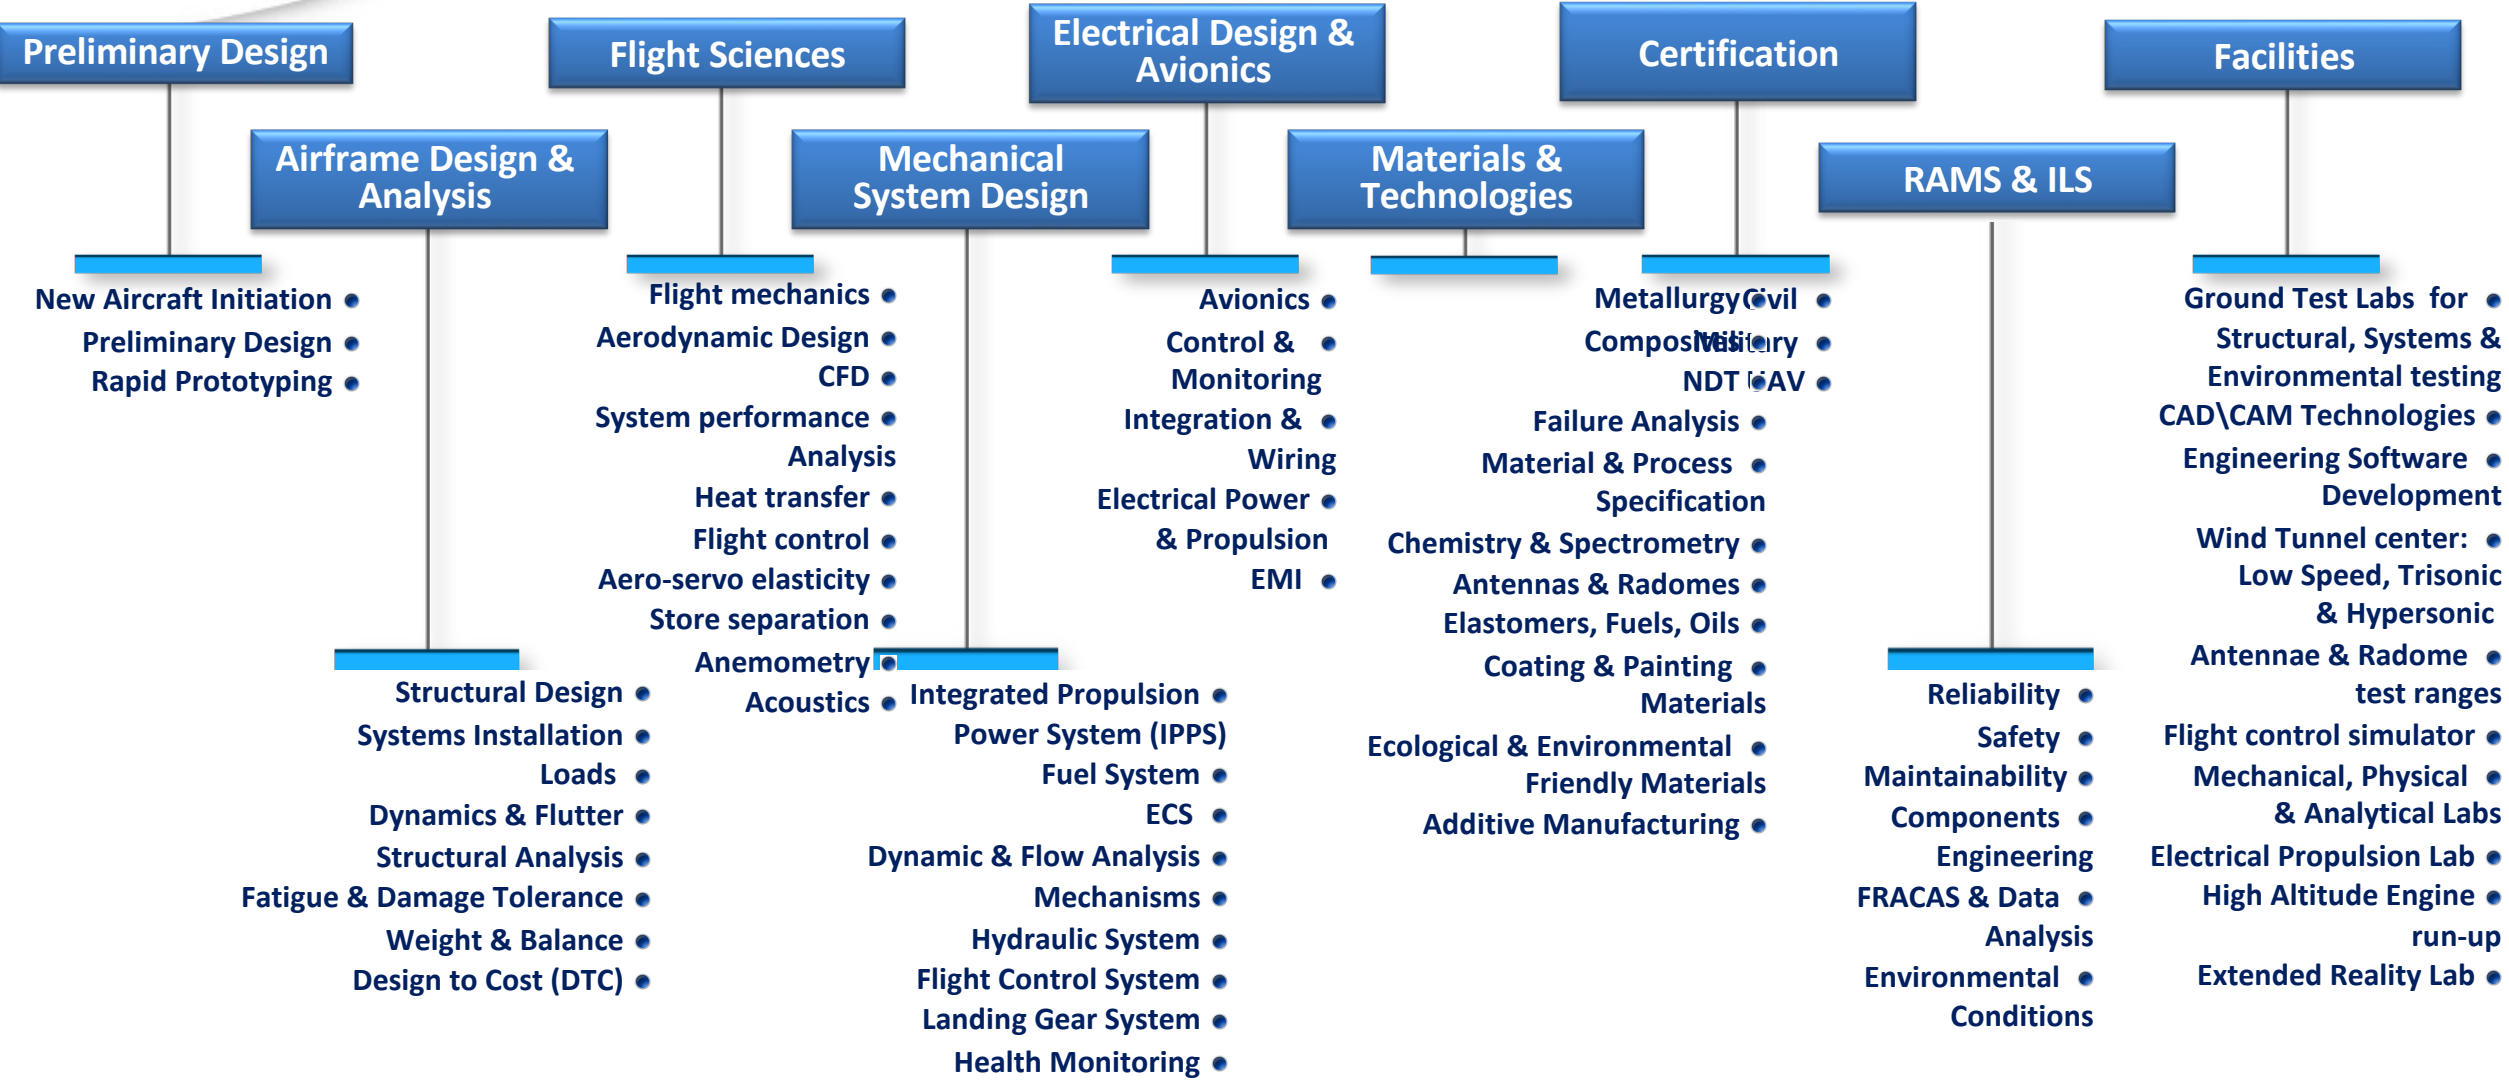 Preliminary Design
New Aircraft Initiation
Preliminary Design
Rapid Prototyping
Airframe Design &
Analysis
Structural Design
Systems Installation
Loads
Dynamics & Flutter
Structural Analysis
Fatigue & Damage Tolerance
Weight & Balance
Design to Cost (DTC)
Flight Sciences
Flight mechanics
Aerodynamic Design
CFD
System performance
Analysis
Heat transfer
Flight control
Aero-servo elasticity
Store separation
Anemometry
Acoustics
Mechanical
System Design
Integrated Propulsion
Power System (IPPS)
Fuel System
ECS
Dynamic & Flow Analysis
Mechanisms
Hydraulic System
Flight Control System
Landing Gear System
Health Monitoring
Electrical Design &
Avionics
Avionics
Control &
Monitoring
Integration &
Wiring
Electrical Power
& Propulsion
EMI
Materials &
Technologies
Metallurgy
Composites
NDT
Failure Analysis
Material & Process
Specification
Chemistry & Spectrometry
Antennas & Radomes
Elastomers, Fuels, Oils
Coating & Painting
Materials
Ecological & Environmental
Friendly Materials
Additive Manufacturing
Certification
Civil
Military
UAV
RAMS & ILS
Reliability
Safety
Maintainability
Components
Engineering
FRACAS & Data
Analysis
Environmental
Conditions
Facilities
Ground Test Labs for
Structural, Systems &
Environmental testing
CAD\CAM Technologies
Engineering Software
Development
Wind Tunnel center:
Low Speed, Trisonic
& Hypersonic
Antennae & Radome
test ranges
Flight control simulator
Mechanical, Physical
& Analytical Labs
Electrical Propulsion Lab
High Altitude Engine
run-up
Extended Reality Lab